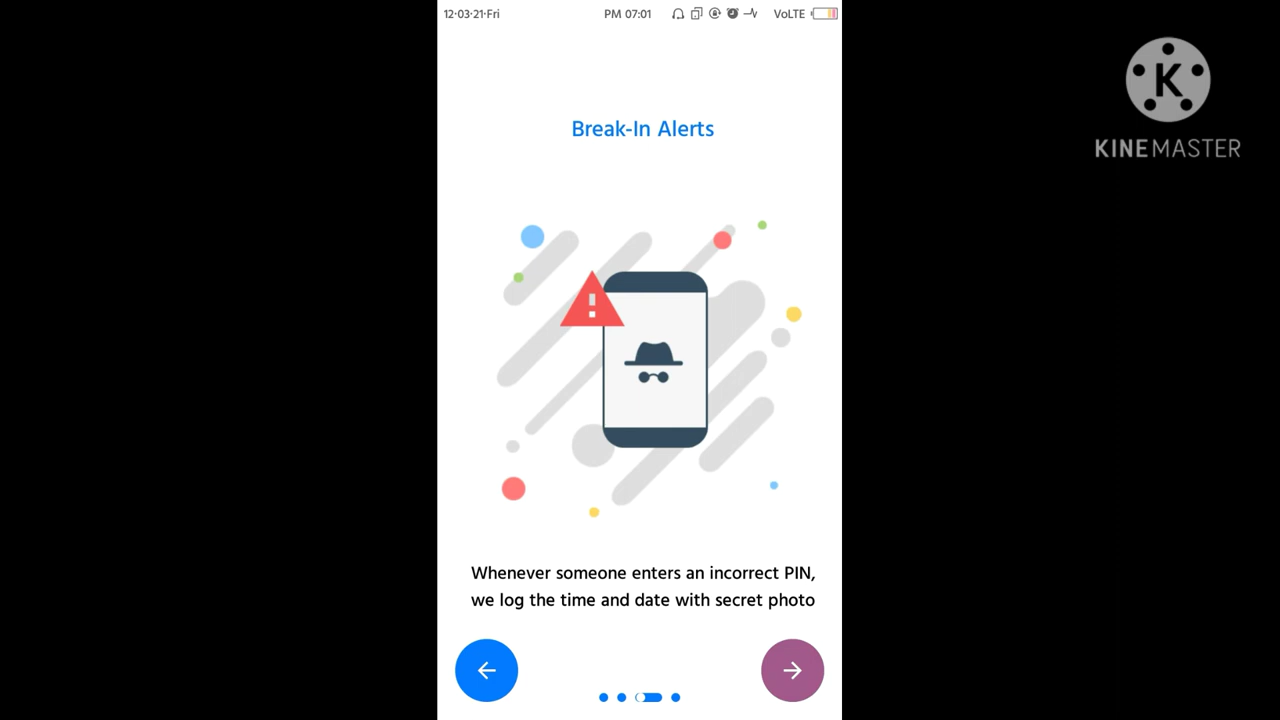 12·03·21·Fri PM 07:01 VoLTE
K
KINEMASTER
Break-In Alerts
Whenever someone enters an incorrect PIN,
we log the time and date with secret photo